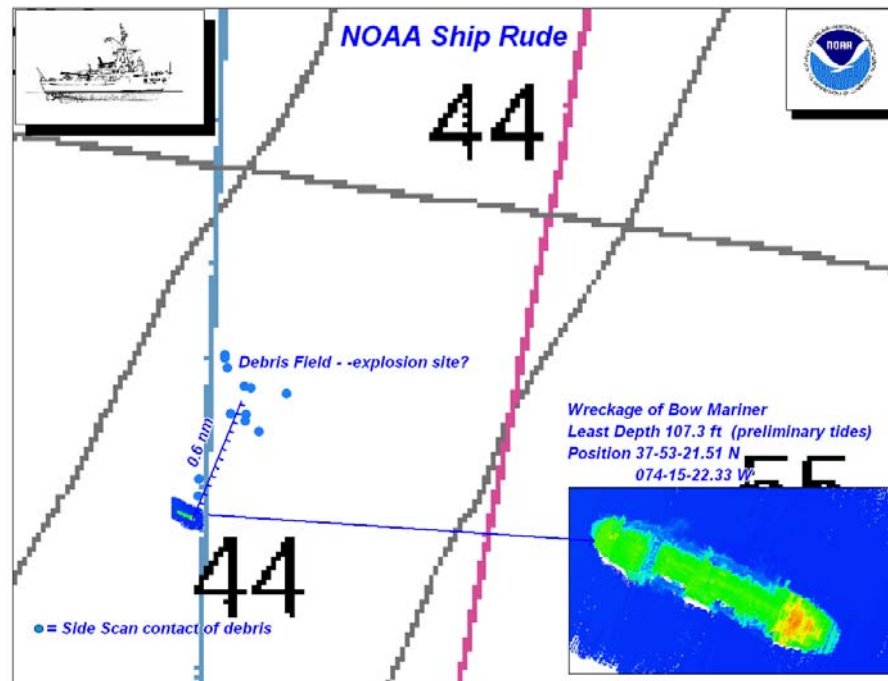 NOAA Ship Rude
NOAA
44
Debris Field - -explosion site?
0.6 nm
Wreckage of Bow Mariner
Least Depth 107.3 ft (preliminary tides)
Position 37-53-21.51 N
074-15-22.33 W
44
= Side Scan contact of debris